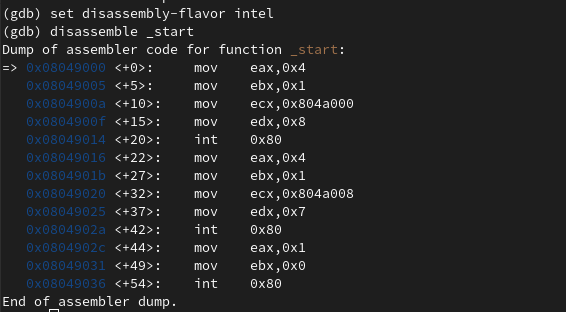 (gdb) set disassembly-flavor intel
(gdb) disassemble _start
Dump of assembler code for function _start:
=> 0x08049000 <+0>:     mov    eax,0x4
   0x08049005 <+5>:     mov    ebx,0x1
   0x0804900a <+10>:    mov    ecx,0x804a000
   0x0804900f <+15>:    mov    edx,0x8
   0x08049014 <+20>:    int    0x80
   0x08049016 <+22>:    mov    eax,0x4
   0x0804901b <+27>:    mov    ebx,0x1
   0x08049020 <+32>:    mov    ecx,0x804a008
   0x08049025 <+37>:    mov    edx,0x7
   0x0804902a <+42>:    int    0x80
   0x0804902c <+44>:    mov    eax,0x1
   0x08049031 <+49>:    mov    ebx,0x0
   0x08049036 <+54>:    int    0x80
End of assembler dump.